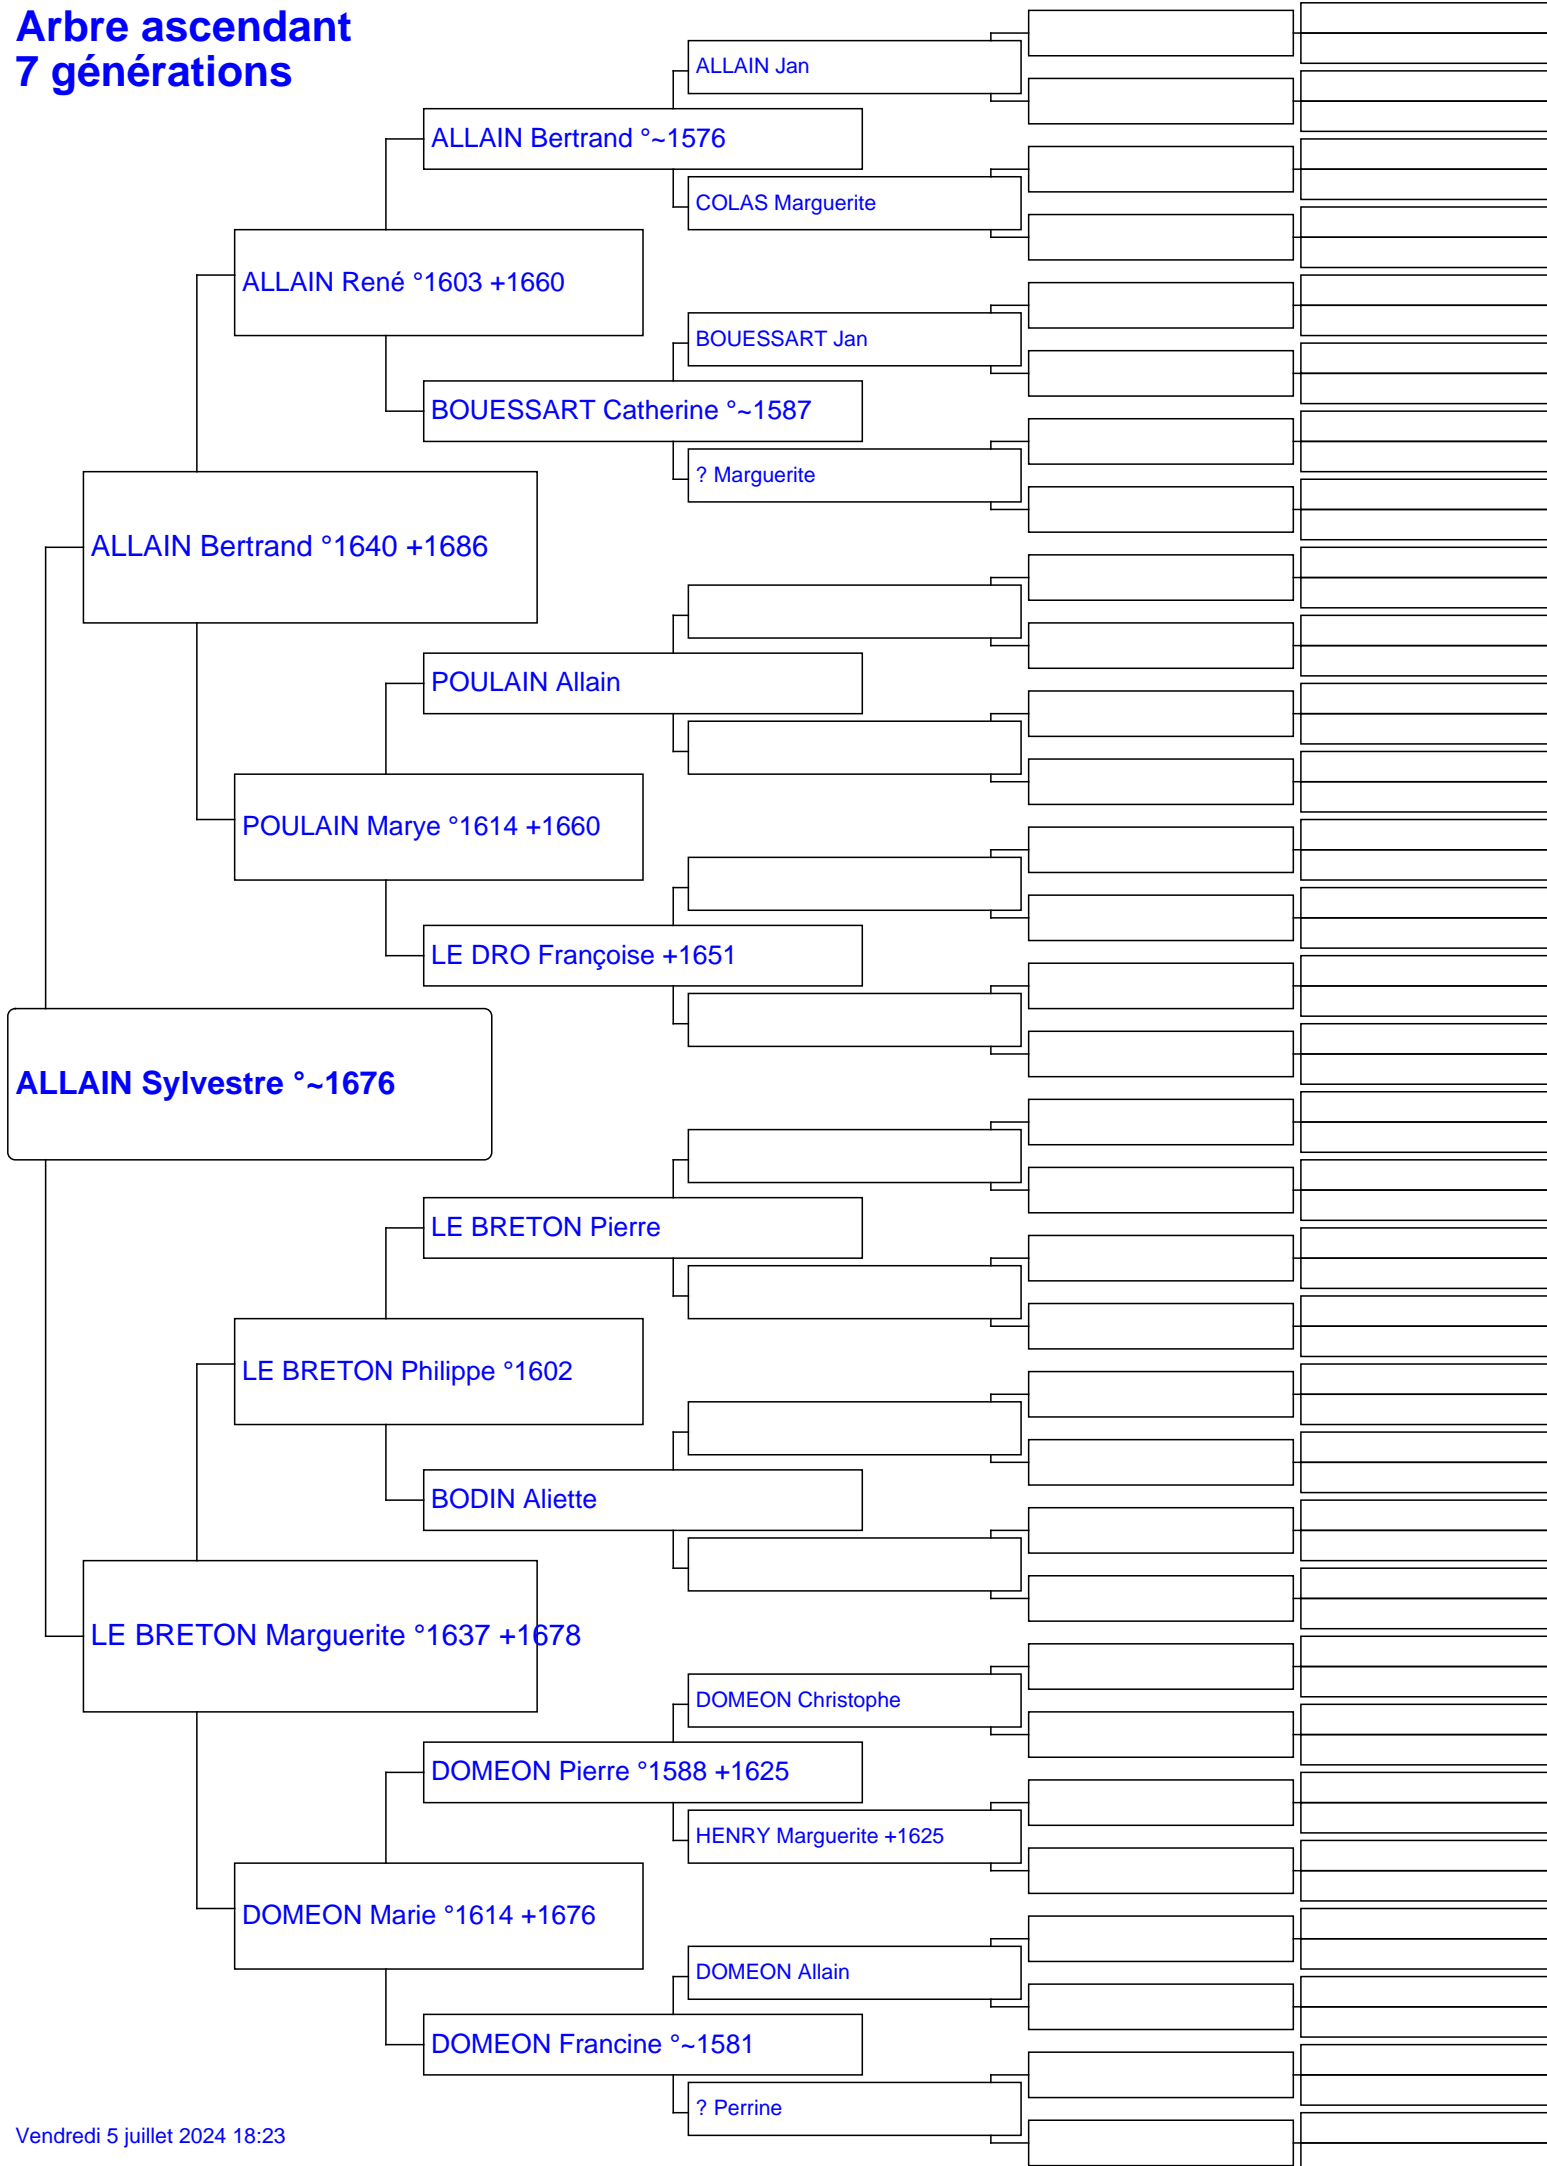 Arbre ascendant
7 générations
ALLAIN Jan
ALLAIN Bertrand °~1576
COLAS Marguerite
ALLAIN René °1603 +1660
BOUESSART Jan
BOUESSART Catherine °~1587
? Marguerite
ALLAIN Bertrand °1640 +1686
POULAIN Allain
POULAIN Marye °1614 +1660
LE DRO Françoise +1651
ALLAIN Sylvestre °~1676
LE BRETON Pierre
LE BRETON Philippe °1602
BODIN Aliette
LE BRETON Marguerite °1637 +1678
DOMEON Christophe
DOMEON Pierre °1588 +1625
HENRY Marguerite +1625
DOMEON Marie °1614 +1676
DOMEON Allain
DOMEON Francine °~1581
? Perrine
Vendredi 5 juillet 2024 18:23